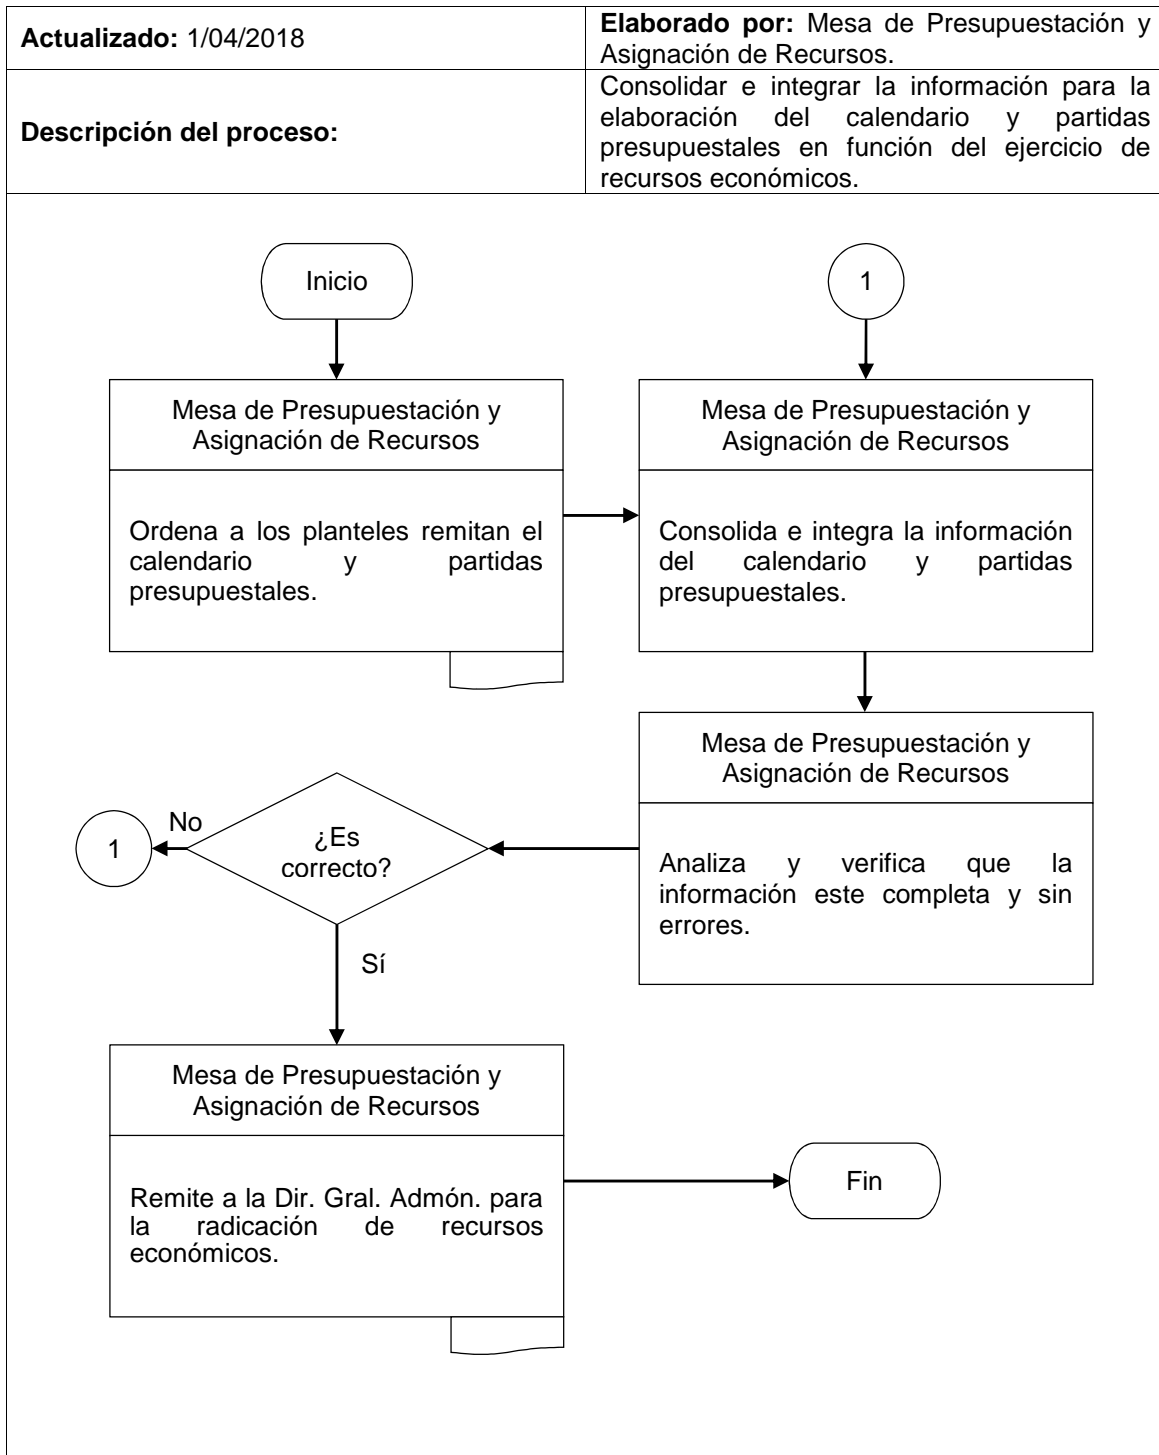 Actualizado: 1/04/2018
Elaborado por: Mesa de Presupuestación y
Asignación de Recursos.
Descripción del proceso:
Consolidar e integrar la información para la
elaboración del calendario y partidas
presupuestales en función del ejercicio de
recursos económicos.
Inicio
1
Mesa de Presupuestación y
Asignación de Recursos
Ordena a los planteles remitan el
calendario y partidas
presupuestales.
Mesa de Presupuestación y
Asignación de Recursos
Consolida e integra la información
del calendario y partidas
presupuestales.
Mesa de Presupuestación y
Asignación de Recursos
Analiza y verifica que la
información este completa y sin
errores.
¿Es
correcto?
No
1
Sí
Mesa de Presupuestación y
Asignación de Recursos
Remite a la Dir. Gral. Admón. para
la radicación de recursos
económicos.
Fin